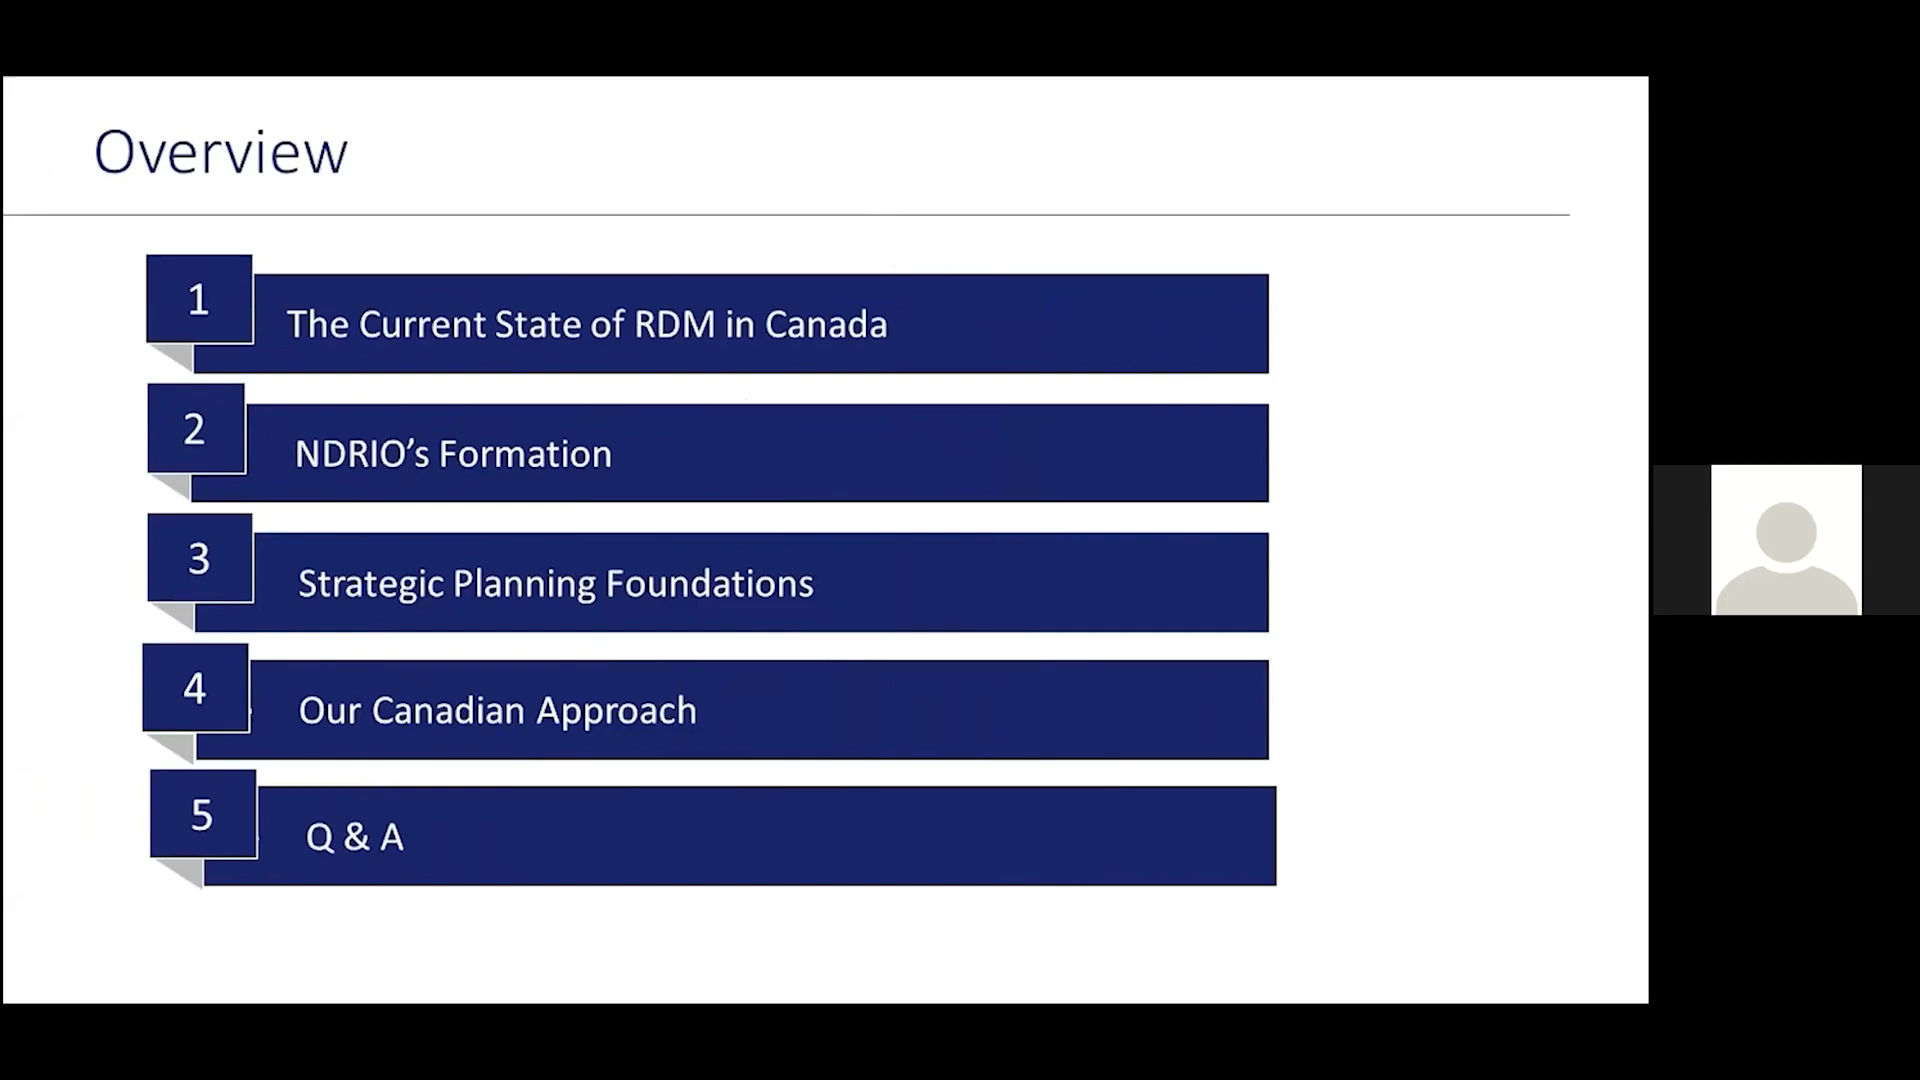 Overview
1
The Current State of RDM in Canada
2
NDRIO’s Formation
3
Strategic Planning Foundations
4
Our Canadian Approach
5
Q & A